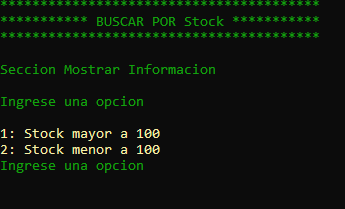 ****************************************
*********** BUSCAR POR Stock ***********
****************************************
Seccion Mostrar Informacion
Ingrese una opcion
1: Stock mayor a 100
2: Stock menor a 100
Ingrese una opcion